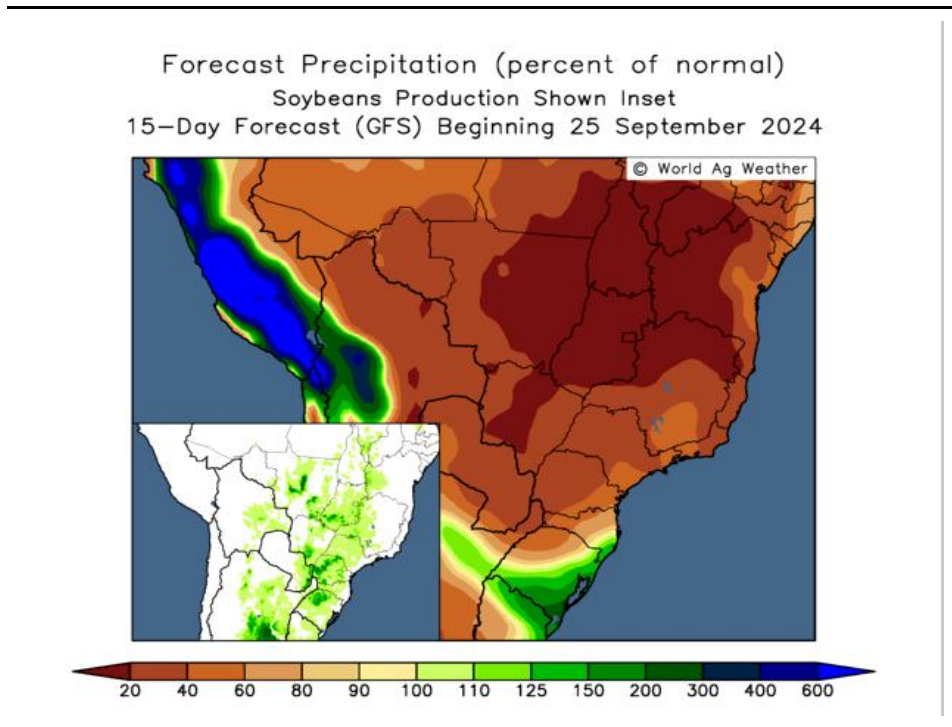 Forecast Precipitation (percent of normal)
Soybeans Production Shown Inset
15-Day Forecast (GFS) Beginning 25 September 2024
© World Ag Weather
20 40 60 80 90 100 110 125 150 200 300 400 600